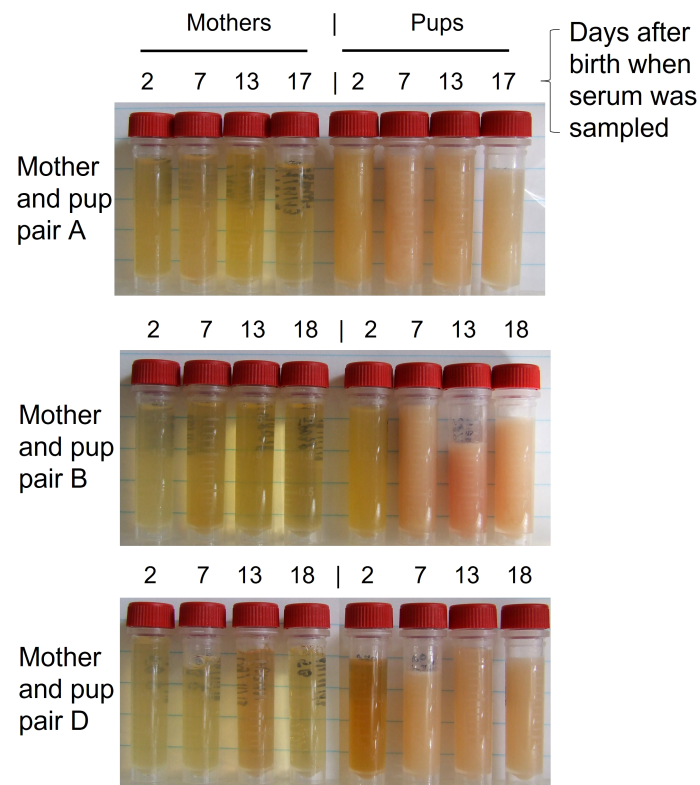 Mothers | Pups
Days after
birth when
serum was
sampled
2 7 13 17 | 2 7 13 17
Mother
and pup
pair A
2 7 13 18 | 2 7 13 18
Mother
and pup
pair B
2 7 13 18 | 2 7 13 18
Mother
and pup
pair D